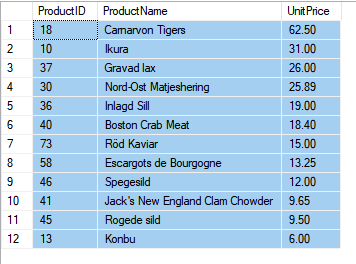 ProductID ProductName UnitPrice
1 18 Carnarvon Tigers 62.50
2 10 Ikura 31.00
3 37 Gravad lax 26.00
4 30 Nord-Ost Matjeshering 25.89
5 36 Inlagd Sill 19.00
6 40 Boston Crab Meat 18.40
7 73 Röd Kaviar 15.00
8 58 Escargots de Bourgogne 13.25
9 46 Spegesild 12.00
10 41 Jack's New England Clam Chowder 9.65
11 45 Rogede sild 9.50
12 13 Konbu 6.00